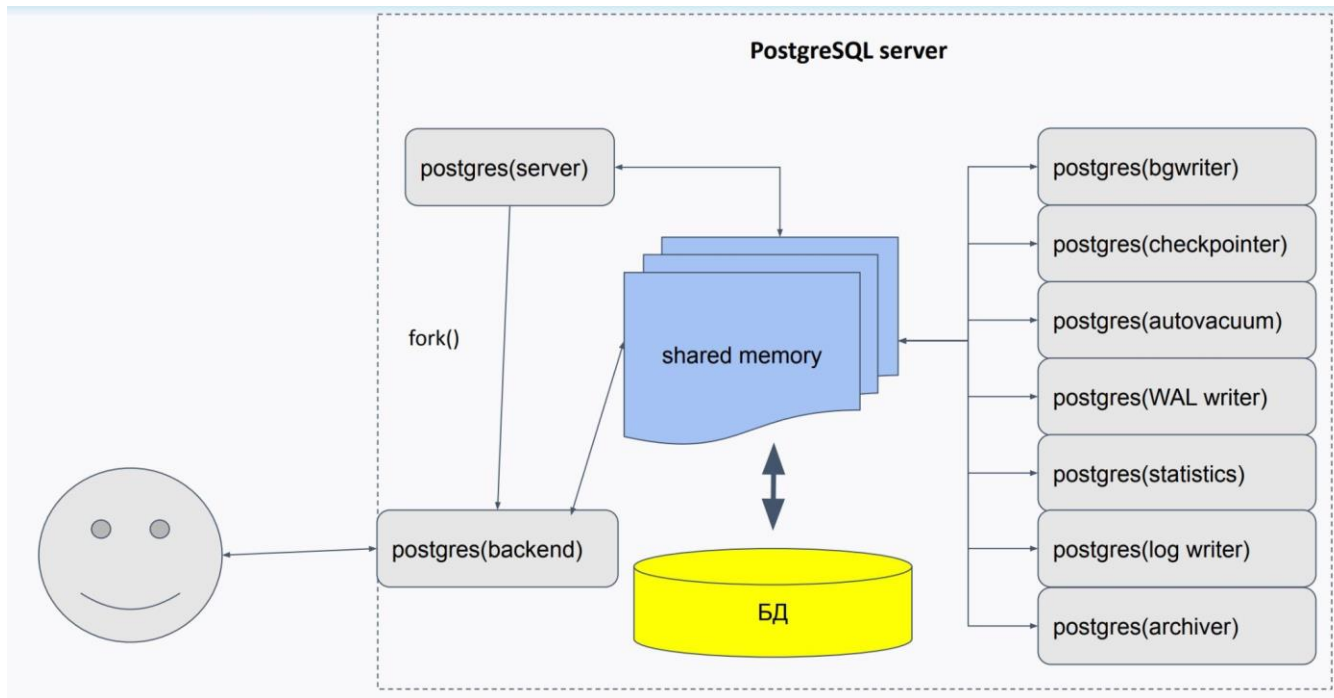 PostgreSQL server
postgres(server)
fork()
postgres(backend)
shared memory
БД
postgres(bgwriter)
postgres(checkpointer)
postgres(autovacuum)
postgres(WAL writer)
postgres(statistics)
postgres(log writer)
postgres(archiver)